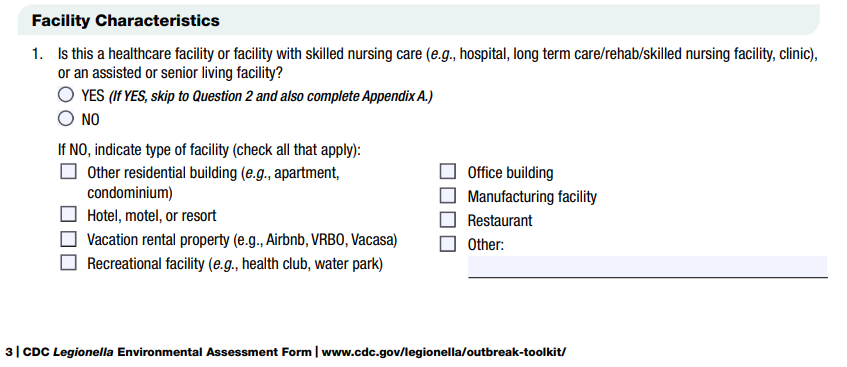 Facility Characteristics
1. Is this a healthcare facility or facility with skilled nursing care (e.g., hospital, long term care/rehab/skilled nursing facility, clinic),
or an assisted or senior living facility?
YES (If YES, skip to Question 2 and also complete Appendix A.)
NO
If NO, indicate type of facility (check all that apply):
Other residential building (e.g., apartment,
condominium)
Hotel, motel, or resort
Vacation rental property (e.g., Airbnb, VRBO, Vacasa)
Recreational facility (e.g., health club, water park)
Office building
Manufacturing facility
Restaurant
Other:
3 | CDC Legionella Environmental Assessment Form | www.cdc.gov/legionella/outbreak-toolkit/